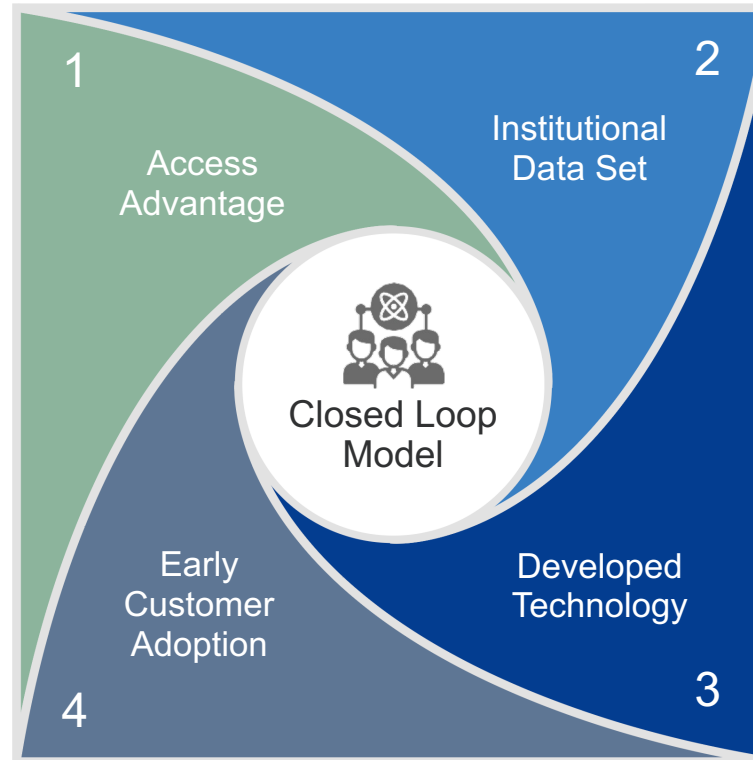 1
Access
Advantage
2
Institutional
Data Set
Closed Loop
Model
3
Developed
Technology
4
Early
Customer
Adoption